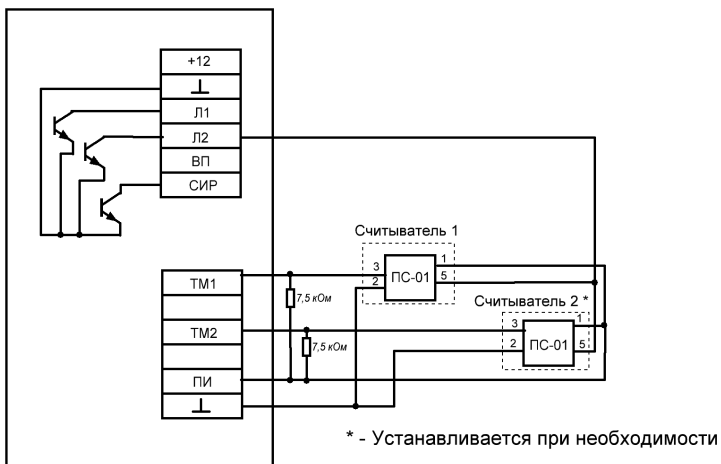 +12
⊥
Л1
Л2
ВП
СИР
Считыватель 1
3
1
ПС-01
2
5
ТМ1
7,5 кОм
Считыватель 2 *
3
1
ПС-01
2
5
ТМ2
7,5 кОм
ПИ
⊥
* - Устанавливается при необходимости